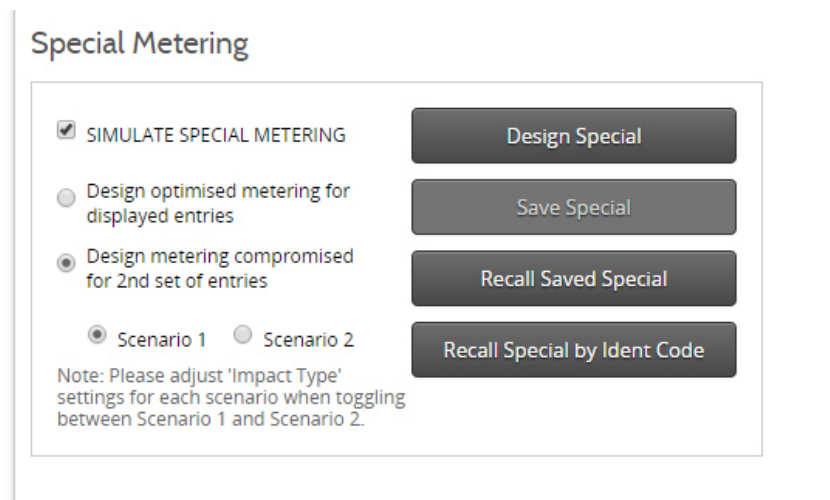 Special Metering
SIMULATE SPECIAL METERING
Design Special
Design optimised metering for
displayed entries
Save Special
Design metering compromised
for 2nd set of entries
Recall Saved Special
Scenario 1
Scenario 2
Recall Special by Ident Code
Note: Please adjust 'Impact Type'
settings for each scenario when toggling
between Scenario 1 and Scenario 2.